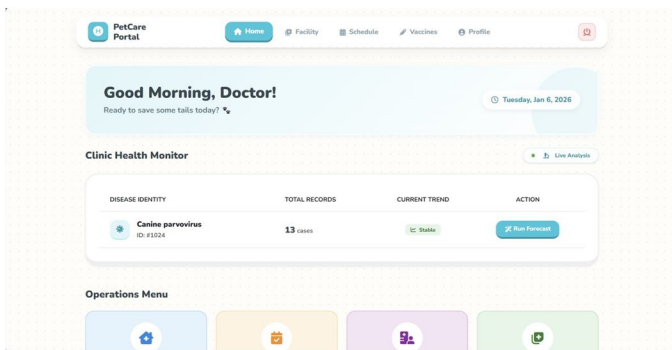 PetCare
Portal
Home
Facility
Schedule
Vaccines
Profile
Good Morning, Doctor!
Ready to save some tails today? 🐾
Tuesday, Jan 6, 2026
Clinic Health Monitor
Live Analysis
DISEASE IDENTITY
TOTAL RECORDS
CURRENT TREND
ACTION
Canine parvovirus
ID: #1024
13 cases
Stable
Run Forecast
Operations Menu